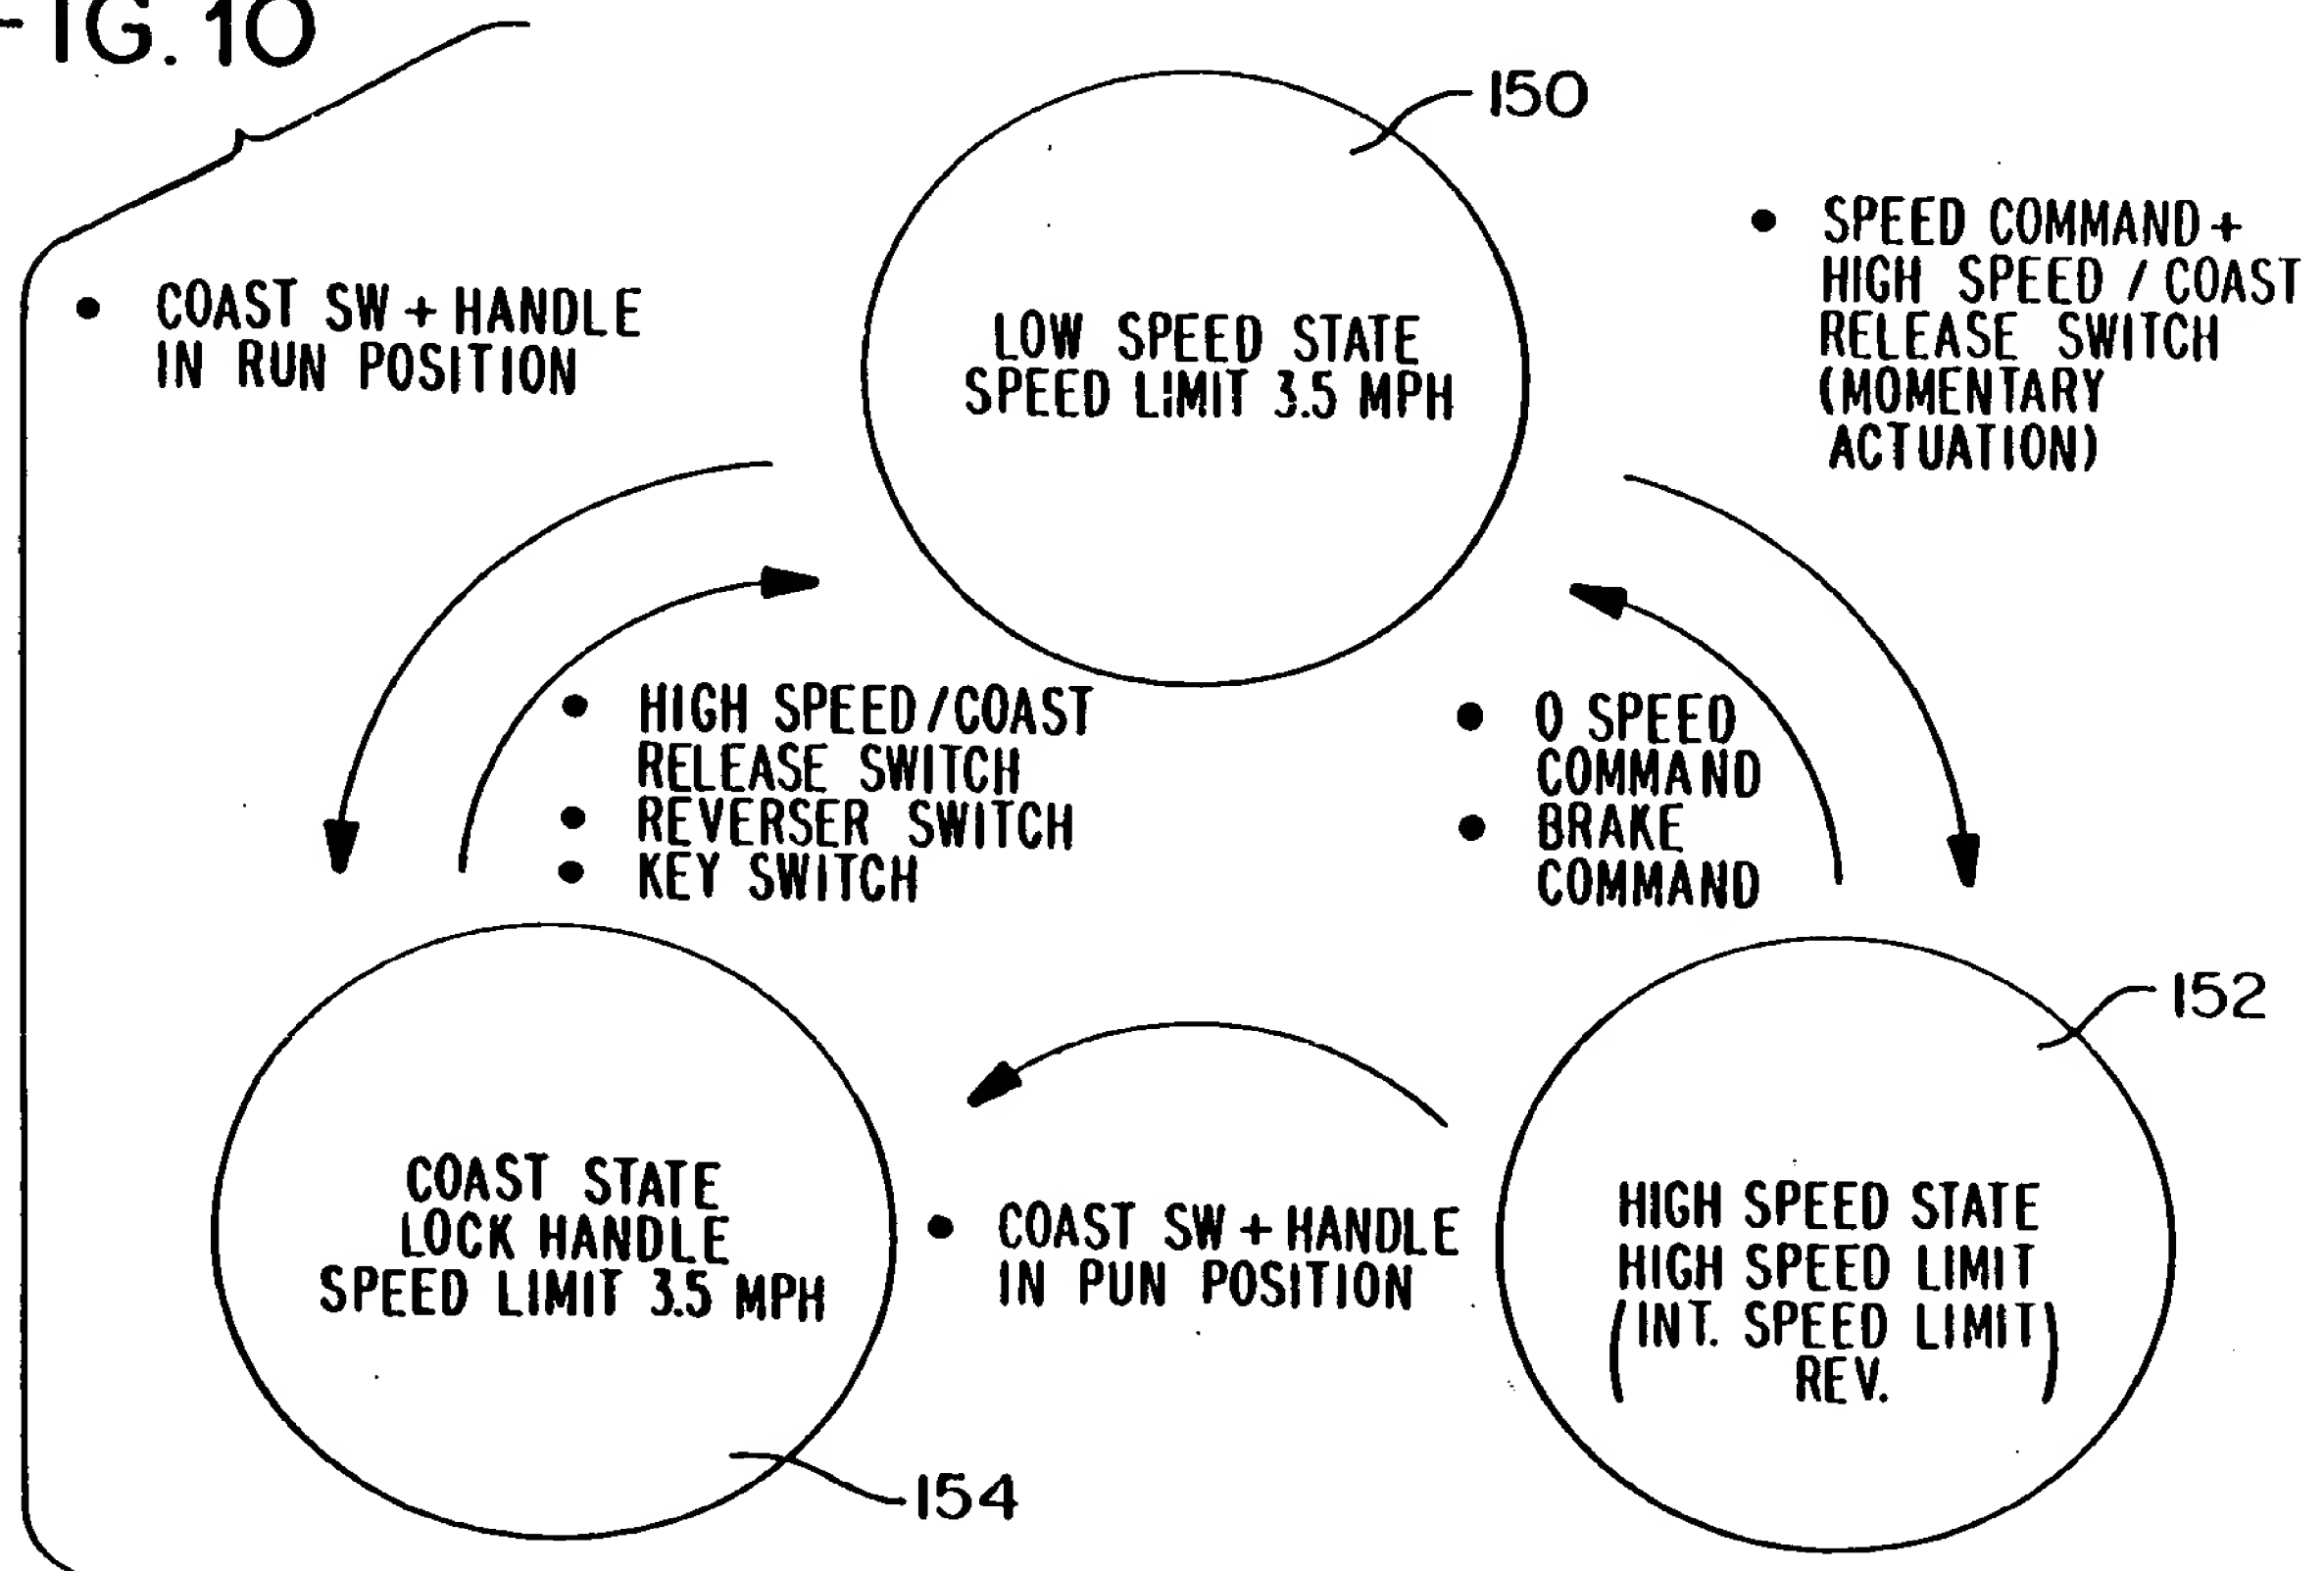 FIG. 10
150
• SPEED COMMAND +
HIGH SPEED / COAST
RELEASE SWITCH
(MOMENTARY
ACTUATION)
• COAST SW + HANDLE
IN RUN POSITION
LOW SPEED STATE
SPEED LIMIT 3.5 MPH
• HIGH SPEED / COAST
RELEASE SWITCH
• REVERSER SWITCH
• KEY SWITCH
• 0 SPEED
COMMAND
• BRAKE
COMMAND
152
COAST STATE
LOCK HANDLE
SPEED LIMIT 3.5 MPH
• COAST SW + HANDLE
IN PUN POSITION
HIGH SPEED STATE
HIGH SPEED LIMIT
(INT. SPEED LIMIT)
REV.
154